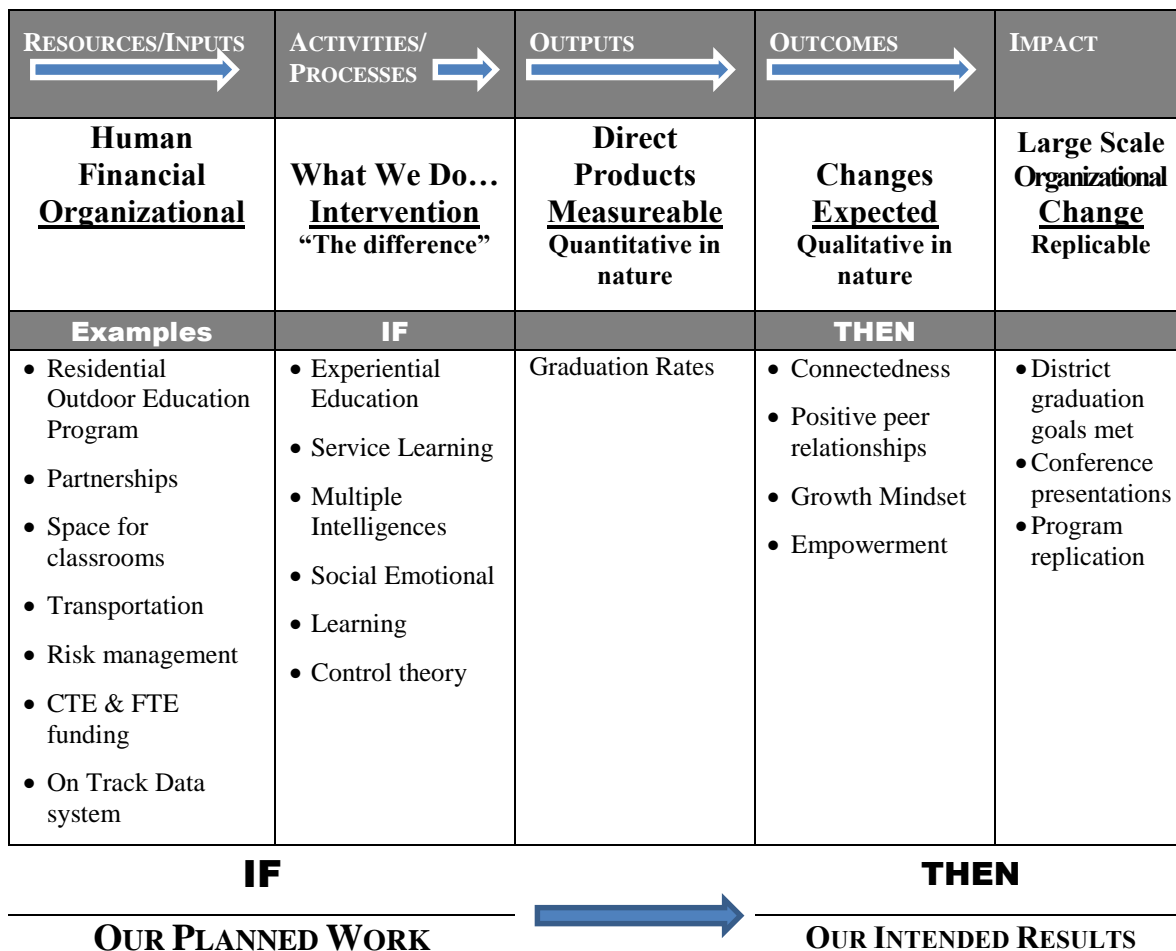 RESOURCES/INPUTS
ACTIVITIES/
PROCESSES
OUTPUTS
OUTCOMES
IMPACT
Human
Financial
Organizational
What We Do…
Intervention
“The difference”
Direct
Products
Measureable
Quantitative in
nature
Changes
Expected
Qualitative in
nature
Large Scale
Organizational
Change
Replicable
Examples
IF
THEN
• Residential
Outdoor Education
Program
• Partnerships
• Space for
classrooms
• Transportation
• Risk management
• CTE & FTE
funding
• On Track Data
system
• Experiential
Education
• Service Learning
• Multiple
Intelligences
• Social Emotional
• Learning
• Control theory
Graduation Rates
• Connectedness
• Positive peer
relationships
• Growth Mindset
• Empowerment
• District
graduation
goals met
• Conference
presentations
• Program
replication
IF
THEN
OUR PLANNED WORK
OUR INTENDED RESULTS